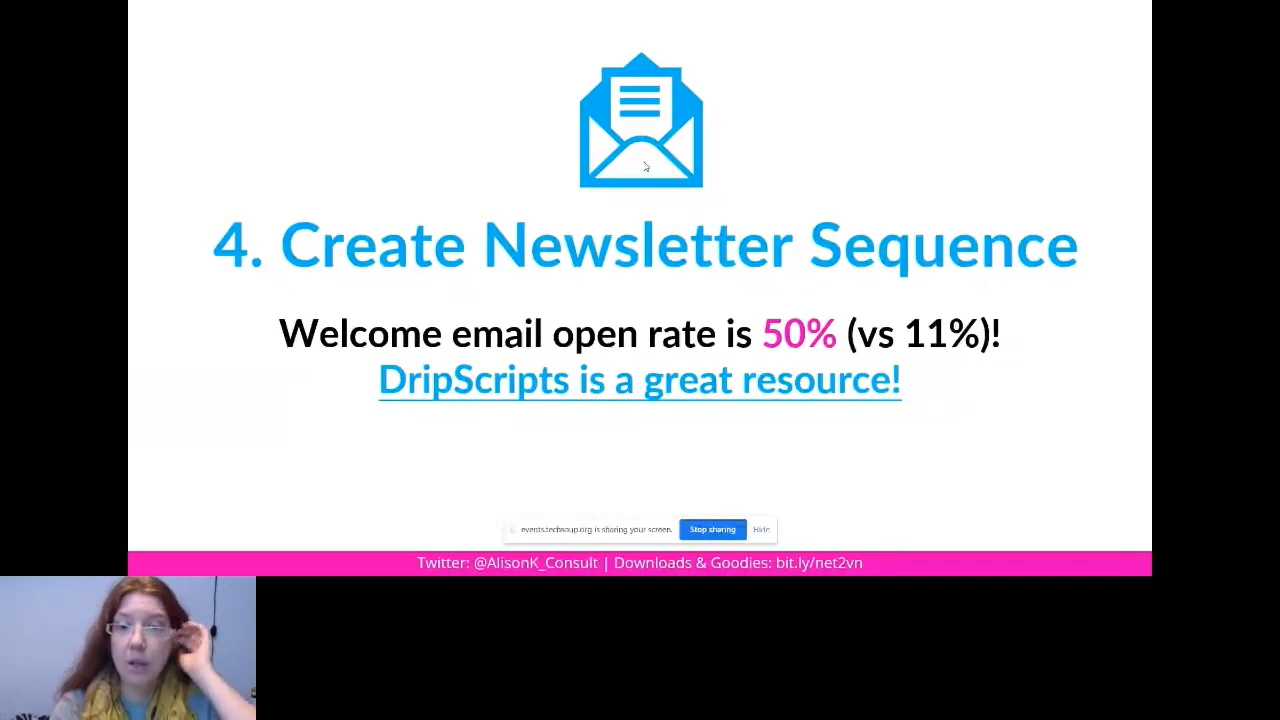 4. Create Newsletter Sequence
Welcome email open rate is 50% (vs 11%)!
DripScripts is a great resource!
events.techsoup.org is sharing your screen. Stop sharing Hide
Twitter: @AlisonK_Consult | Downloads & Goodies: bit.ly/net2vn